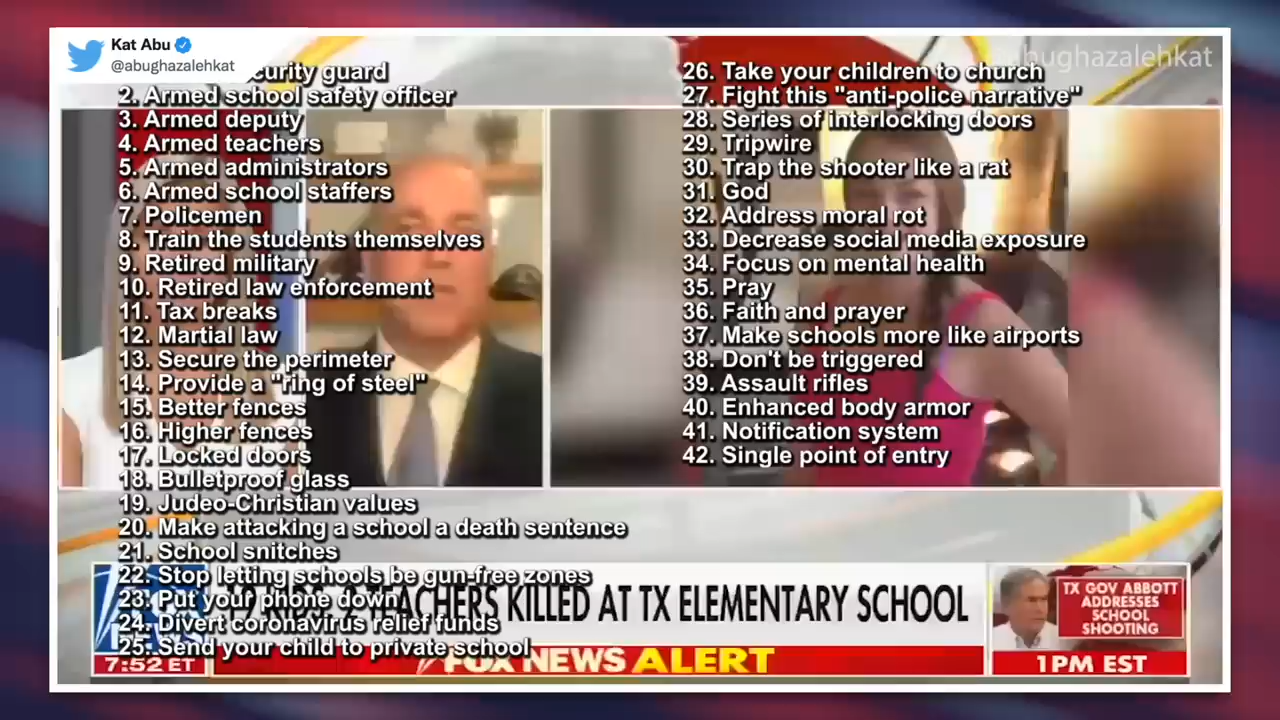 Kat Abu
@abughazalehkat
curity guard
2. Armed school safety officer
3. Armed deputy
4. Armed teachers
5. Armed administrators
6. Armed school staffers
7. Policemen
8. Train the students themselves
9. Retired military
10. Retired law enforcement
11. Tax breaks
12. Martial law
13. Secure the perimeter
14. Provide a "ring of steel"
15. Better fences
16. Higher fences
17. Locked doors
18. Bulletproof glass
19. Judeo-Christian values
20. Make attacking a school a death sentence
21. School snitches
22. Stop letting schools be gun-free zones
23. Put your phone down
24. Divert coronavirus relief funds
25. Send your child to private school
abughazalehkat
26. Take your children to church
27. Fight this "anti-police narrative"
28. Series of interlocking doors
29. Tripwire
30. Trap the shooter like a rat
31. God
32. Address moral rot
33. Decrease social media exposure
34. Focus on mental health
35. Pray
36. Faith and prayer
37. Make schools more like airports
38. Don't be triggered
39. Assault rifles
40. Enhanced body armor
41. Notification system
42. Single point of entry
TEACHERS KILLED AT TX ELEMENTARY SCHOOL
7:52 ET
FOX NEWS ALERT
TX GOV ABBOTT
ADDRESSES
SCHOOL
SHOOTING
1PM EST